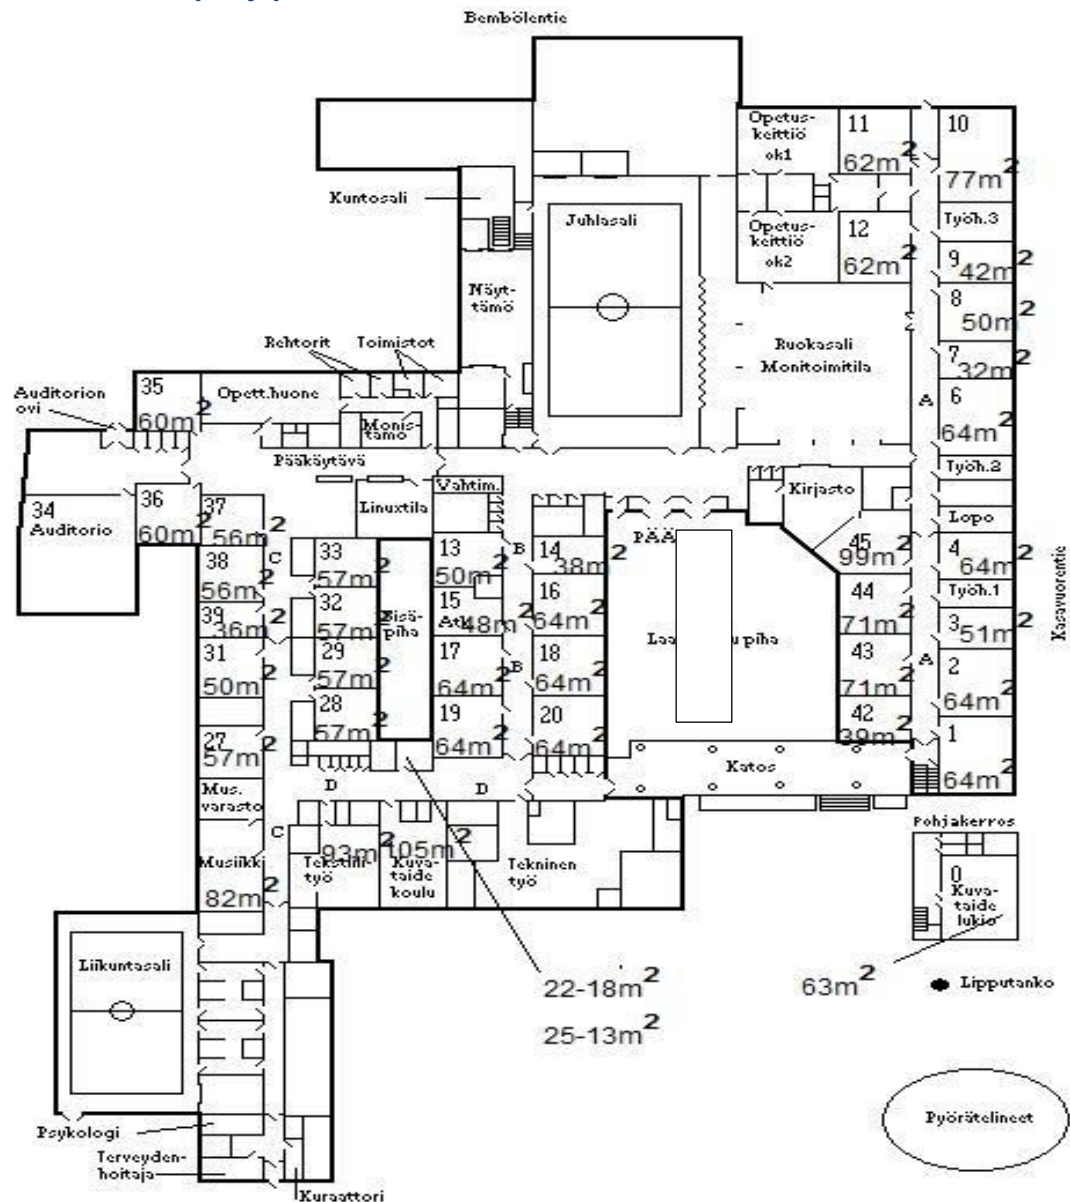 Bembölentie
Opetus-
keittiö
ok1
11
62m²
10
77m²
Kuntosali
Juhlasali
Opetus-
keittiö
ok2
12
62m²
Työh.3
9
42m²
Näyt-
tämö
8
50m²
Rehtorit
Toimistot
Ruokasali
Monitoimitila
7
32m²
Auditorion
ovi
35
60m²
Opett.huone
Monis-
tamo
A
6
64m²
Pääkäytävä
Työh.2
34
Auditorio
36
60m²
37
56m²
Linuxtila
Vahtim.
Kirjasto
Lopo
C
38
56m²
33
57m²
13
50m²
B
14
38m²
PÄÄ
45
99m²
4
64m²
39
36m²
32
57m²
Sisä-
piha
15
Atk
48m²
16
64m²
44
71m²
Työh.1
3
51m²
Kasavuorentie
31
50m²
29
57m²
17
64m²
B
18
64m²
Laa
u piha
43
71m²
A
2
64m²
28
57m²
19
64m²
20
64m²
42
39m²
1
64m²
27
57m²
Katos
Mus.
varasto
D
D
C
Pohjakerros
Musiikki
82m²
93m²
Tekstiili
työ
105m²
Kuva-
taide
koulu
Tekninen
työ
0
Kuva-
taide
lukio
Liikuntasali
22-18m²
25-13m²
63m²
Lipputanko
Pyörätelineet
Psykologi
Terveyden-
hoitaja
Kuraattori